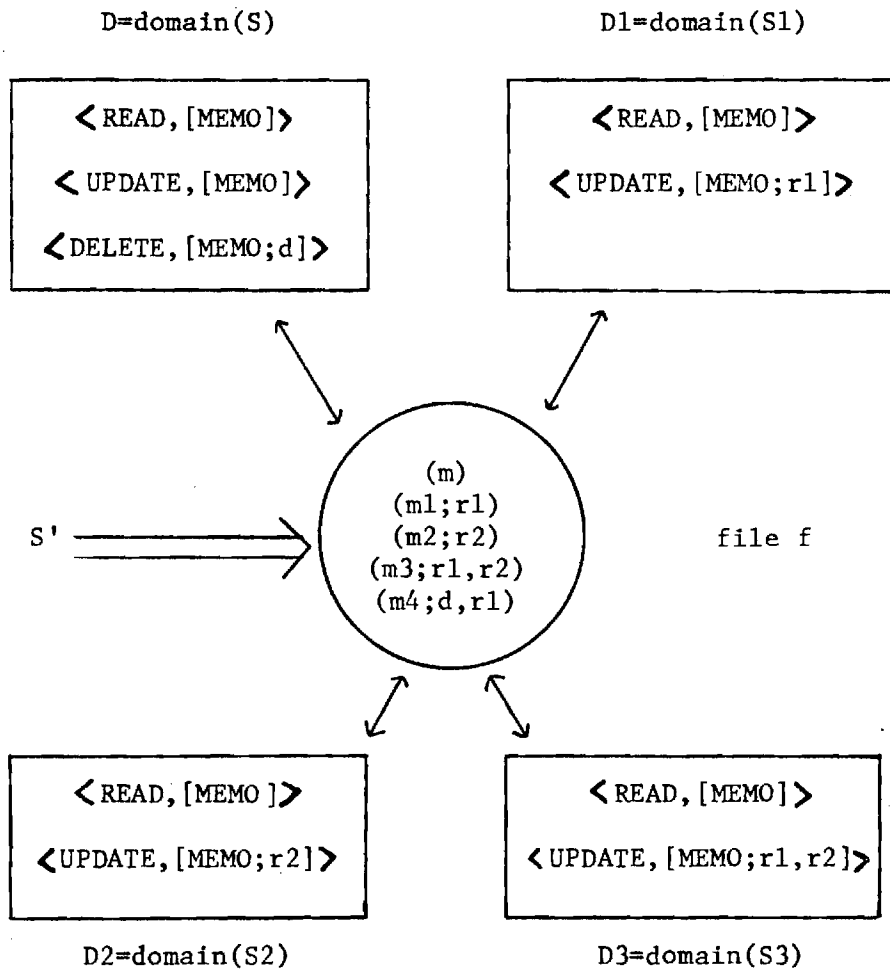 D=domain(S)
<READ,[MEMO]>
<UPDATE,[MEMO]>
<DELETE,[MEMO;d]>
D1=domain(S1)
<READ,[MEMO]>
<UPDATE,[MEMO;r1]>
S'
(m)
(m1;r1)
(m2;r2)
(m3;r1,r2)
(m4;d,r1)
file f
<READ,[MEMO]>
<UPDATE,[MEMO;r2]>
D2=domain(S2)
<READ,[MEMO]>
<UPDATE,[MEMO;r1,r2]>
D3=domain(S3)